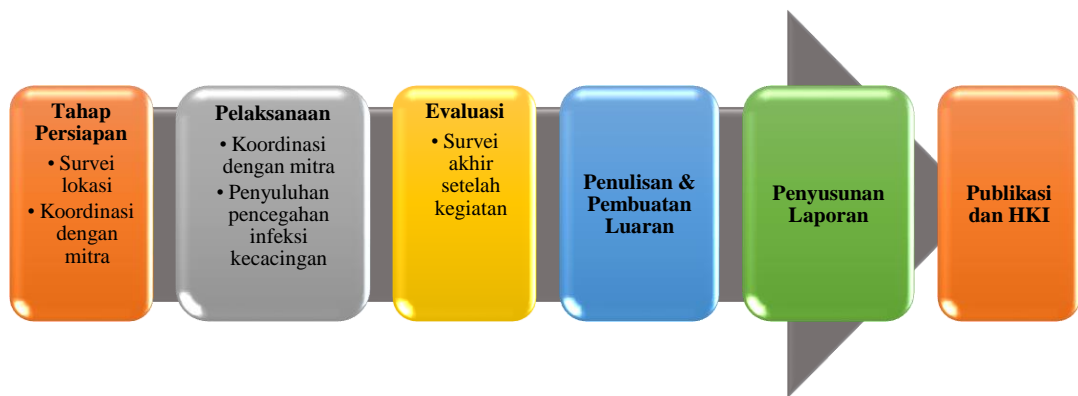 Tahap
Persiapan
• Survei
lokasi
• Koordinasi
dengan
mitra
Pelaksanaan
• Koordinasi
dengan mitra
• Penyuluhan
pencegahan
infeksi
kecacingan
Evaluasi
• Survei
akhir
setelah
kegiatan
Penulisan &
Pembuatan
Luaran
Penyusunan
Laporan
Publikasi
dan HKI